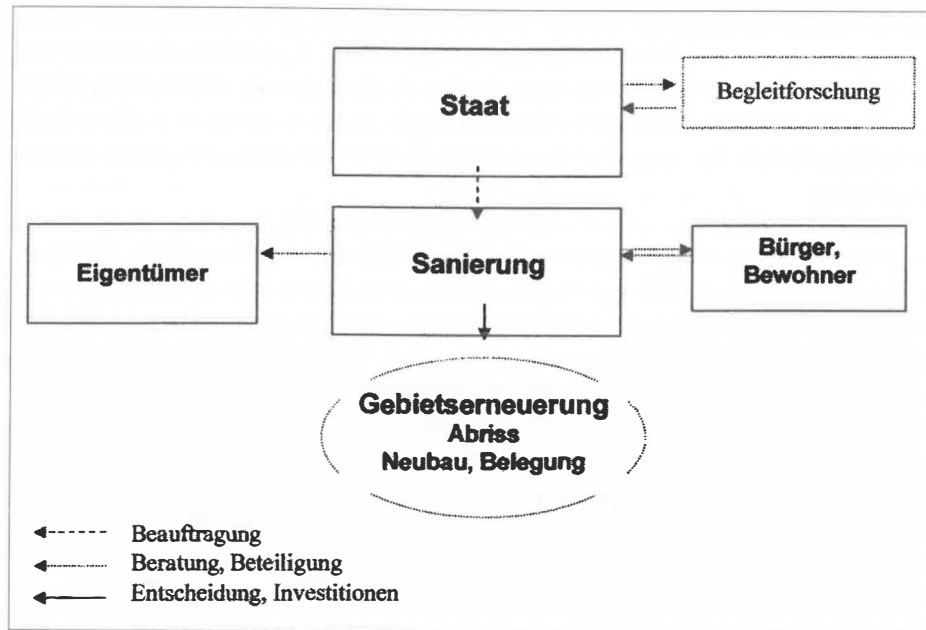 Staat
Begleitforschung
Eigentümer
Sanierung
Bürger,
Bewohner
Gebietserneuerung
Abriss
Neubau, Belegung
Beauftragung
Beratung, Beteiligung
Entscheidung, Investitionen